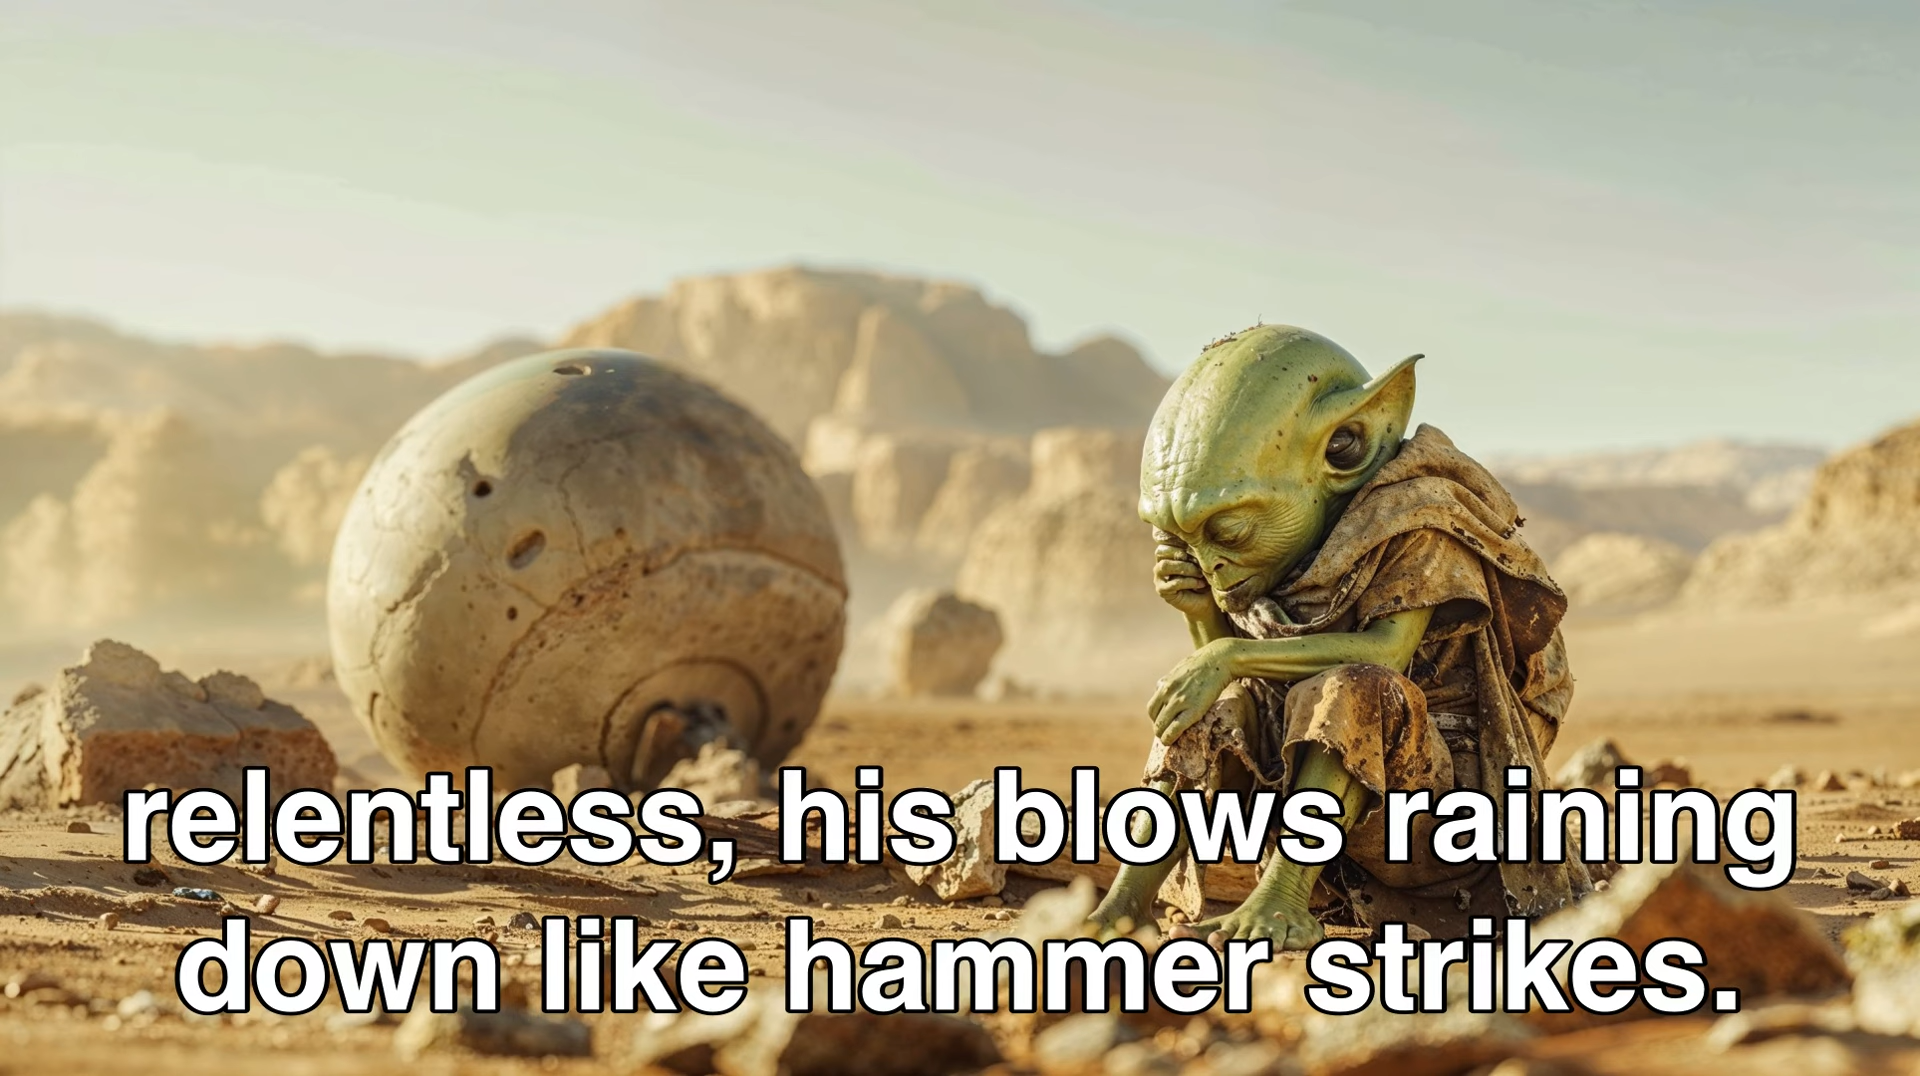 relentless, his blows raining
down like hammer strikes.